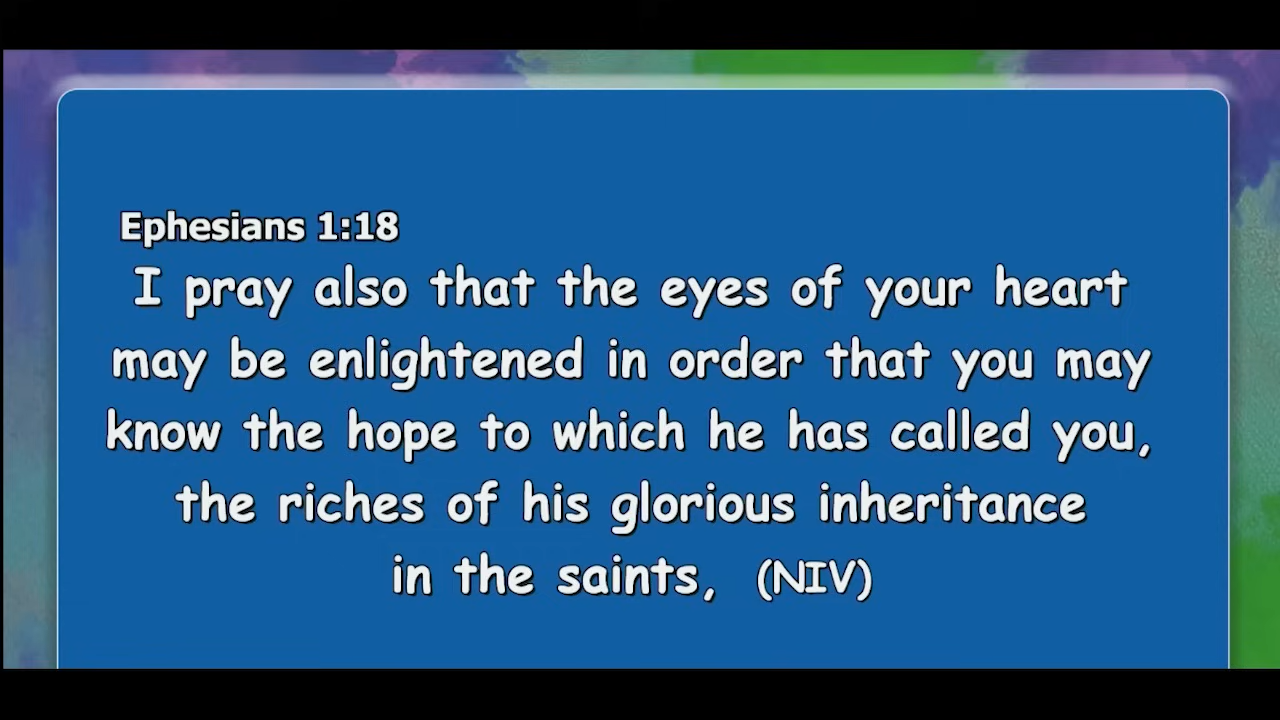 Ephesians 1:18
I pray also that the eyes of your heart
may be enlightened in order that you may
know the hope to which he has called you,
the riches of his glorious inheritance
in the saints, (NIV)